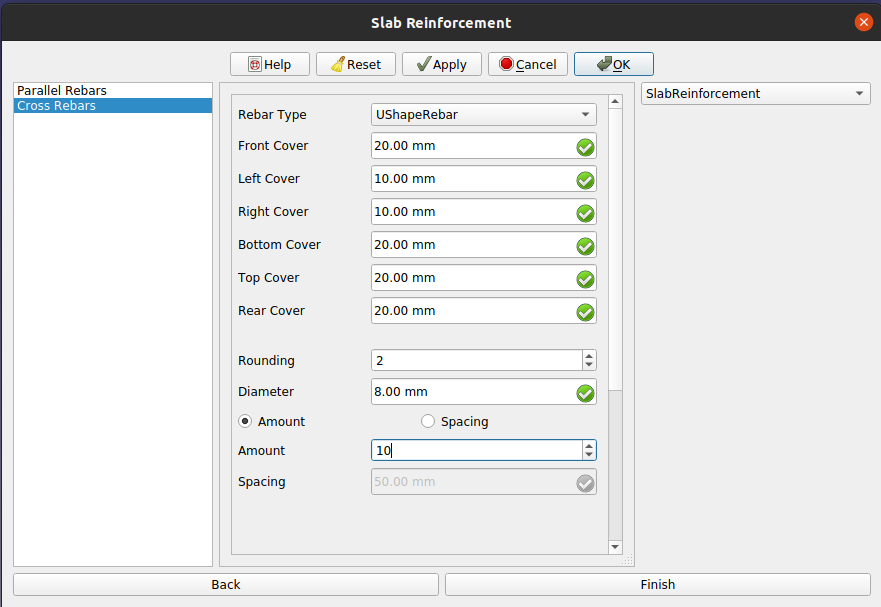 Slab Reinforcement
Help Reset Apply Cancel OK
Parallel Rebars
Cross Rebars
Rebar Type UShapeRebar
Front Cover 20.00 mm
Left Cover 10.00 mm
Right Cover 10.00 mm
Bottom Cover 20.00 mm
Top Cover 20.00 mm
Rear Cover 20.00 mm
Rounding 2
Diameter 8.00 mm
Amount Spacing
Amount 10
Spacing 50.00 mm
SlabReinforcement
Back Finish